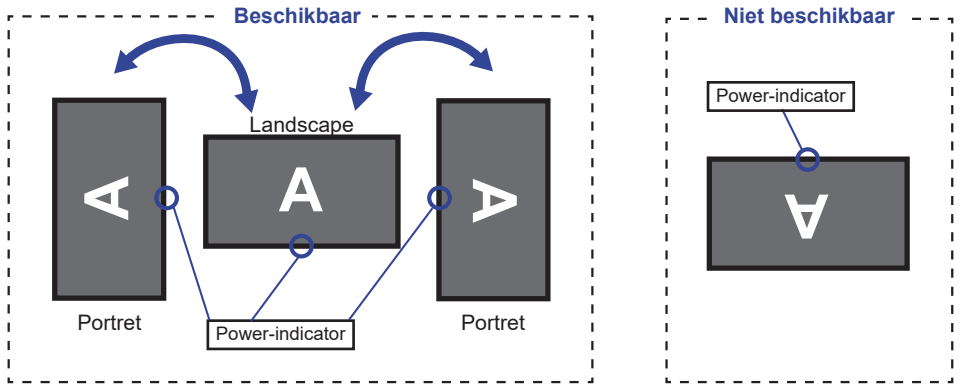 Beschikbaar
Landscape
A
A
A
Portret
Power-indicator
Portret
Niet beschikbaar
Power-indicator
A